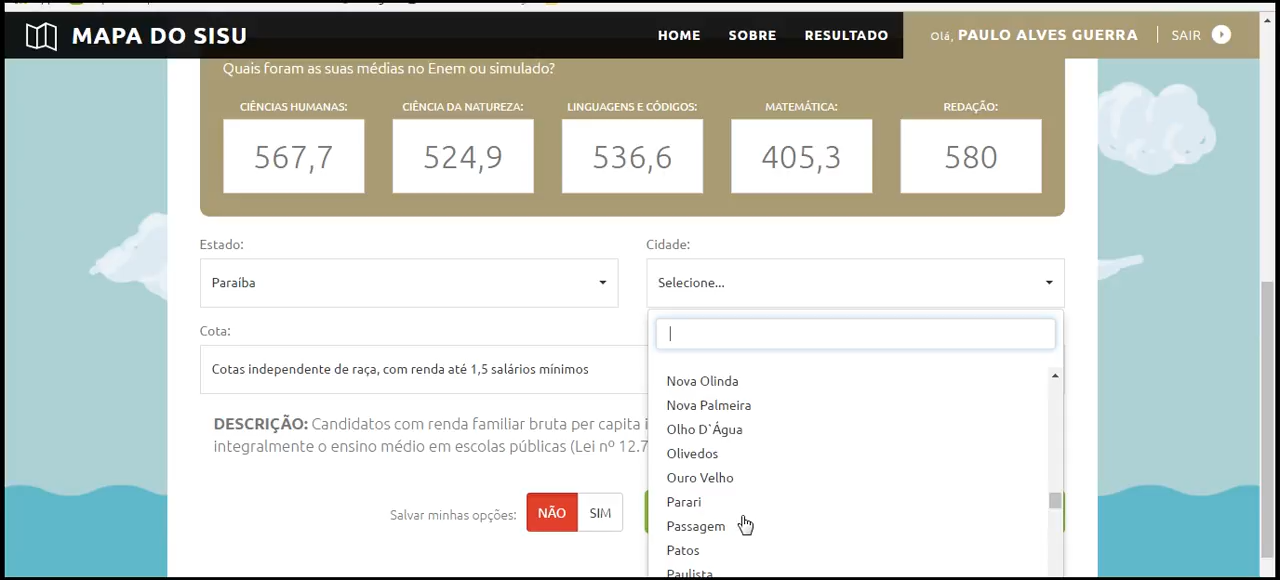 MAPA DO SISU
HOME SOBRE RESULTADO
Olá, PAULO ALVES GUERRA SAIR
Quais foram as suas médias no Enem ou simulado?
CIÊNCIAS HUMANAS: CIÊNCIA DA NATUREZA: LINGUAGENS E CÓDIGOS: MATEMÁTICA: REDAÇÃO:
567,7 524,9 536,6 405,3 580
Estado: Cidade:
Paraíba Selecione...
Cota:
Cotas independente de raça, com renda até 1,5 salários mínimos
Nova Olinda
Nova Palmeira
Olho D`Água
Olivedos
Ouro Velho
Parari
Passagem
Patos
Paulista
DESCRIÇÃO: Candidatos com renda familiar bruta per capita i
integralmente o ensino médio em escolas públicas (Lei nº 12.7
Salvar minhas opções: NÃO SIM